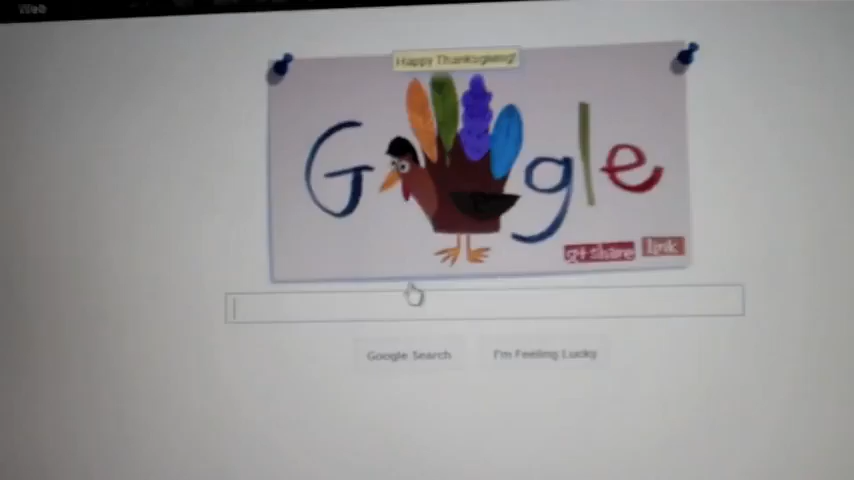 Web
Happy Thanksgiving!
Google
g+ share
link
Google Search
I'm Feeling Lucky